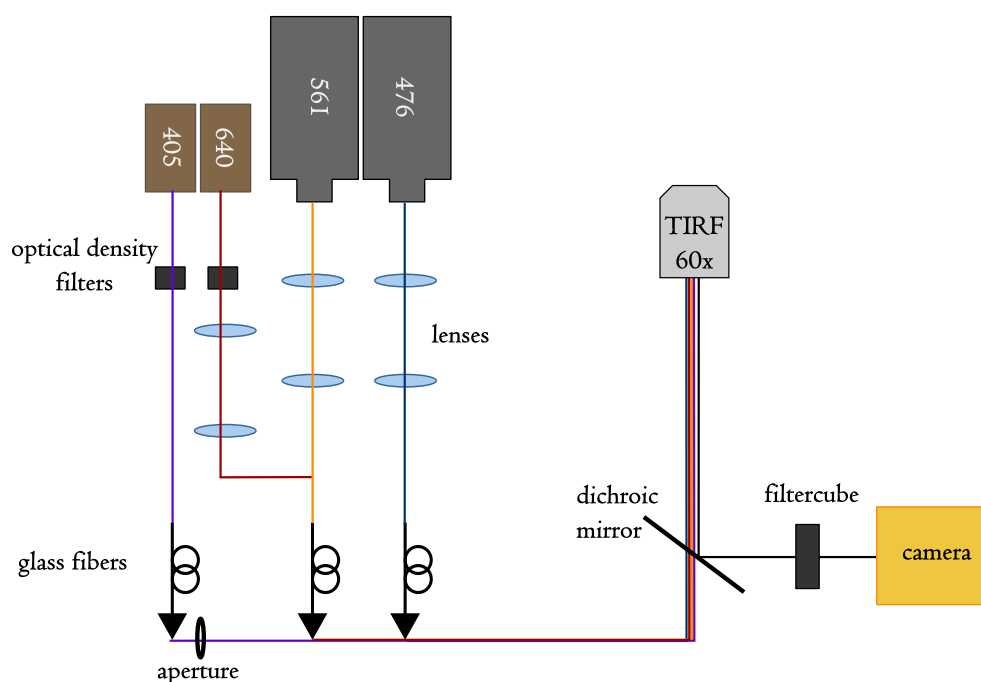 405
640
561
476
TIRF
60x
optical density
filters
lenses
dichroic
mirror
filtercube
camera
glass fibers
aperture